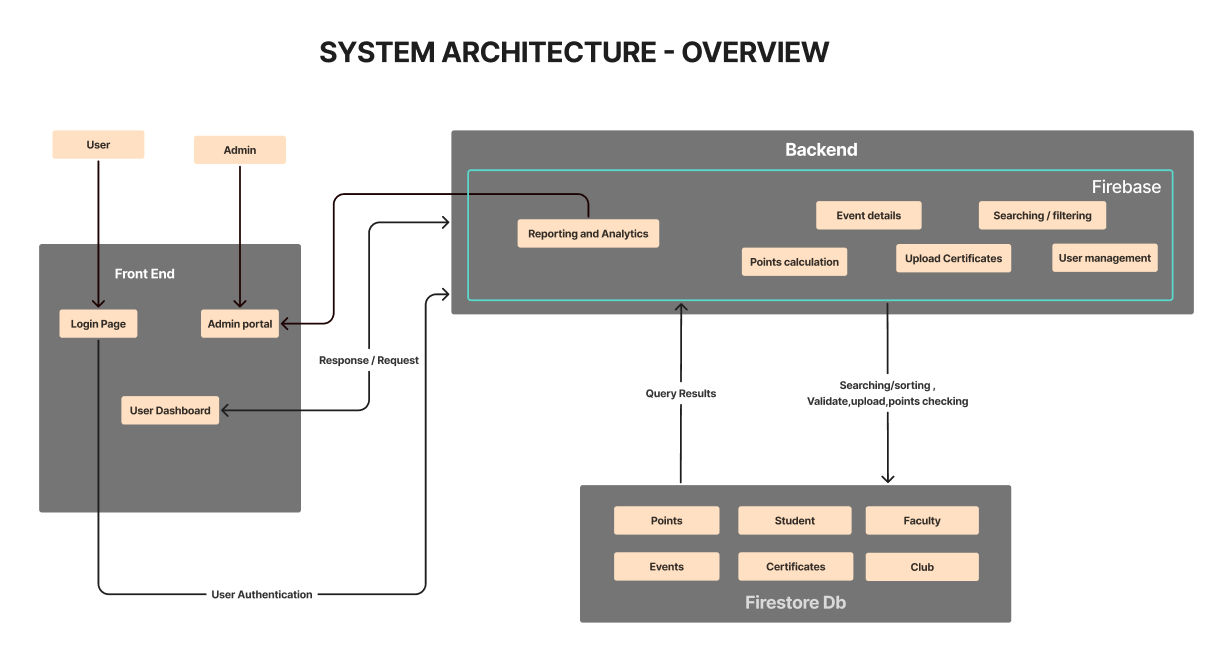 SYSTEM ARCHITECTURE - OVERVIEW
User
Admin
Backend
Firebase
Event details
Searching / filtering
Reporting and Analytics
Points calculation
Upload Certificates
User management
Front End
Login Page
Admin portal
Response / Request
User Dashboard
Query Results
Searching/sorting ,
Validate,upload,points checking
Points
Student
Faculty
Events
Certificates
Club
User Authentication
Firestore Db